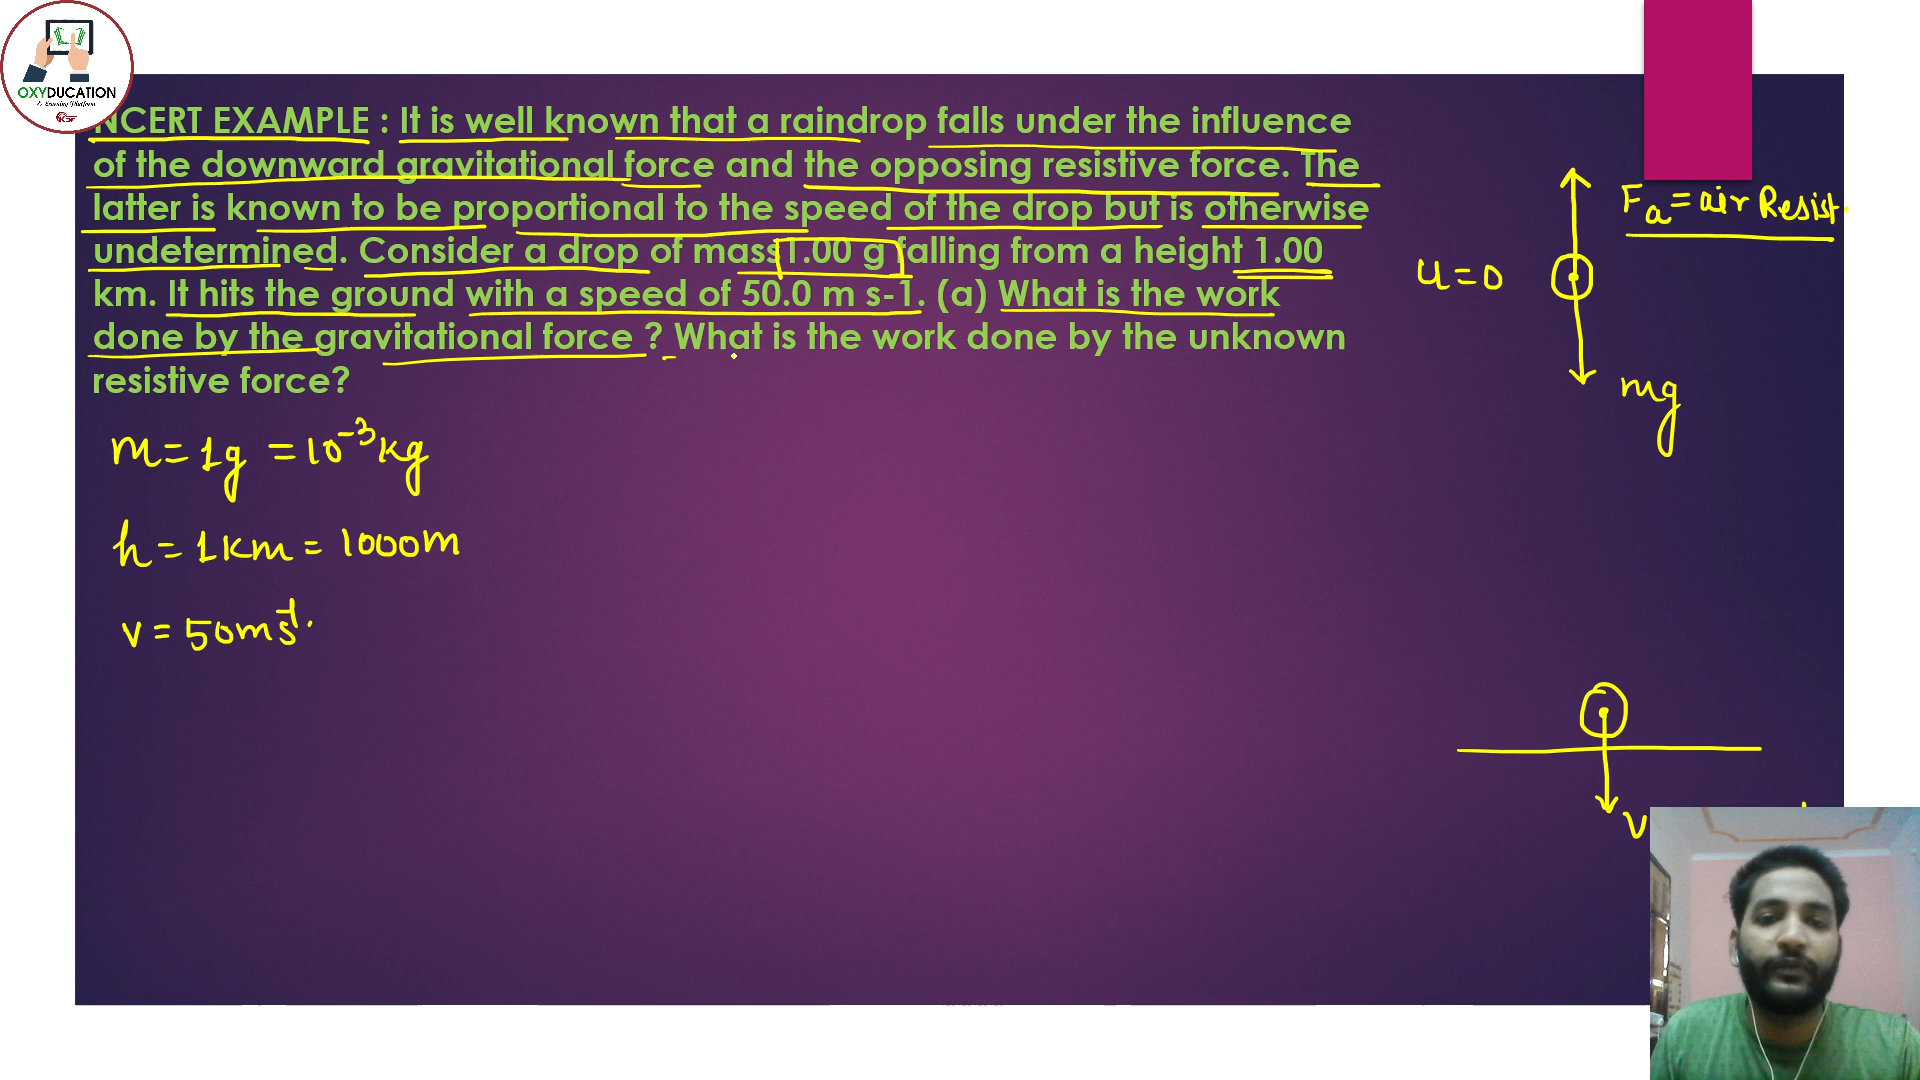 OXYDUCATION
NCERT EXAMPLE : It is well known that a raindrop falls under the influence
of the downward gravitational force and the opposing resistive force. The
latter is known to be proportional to the speed of the drop but is otherwise
undetermined. Consider a drop of mass 1.00 g falling from a height 1.00
km. It hits the ground with a speed of 50.0 m s-1. (a) What is the work
done by the gravitational force ? What is the work done by the unknown
resistive force?
Fa = air Resist.
u = 0
mg
m = 1g = 10⁻³ kg
h = 1km = 1000m
v = 50ms⁻¹.
v